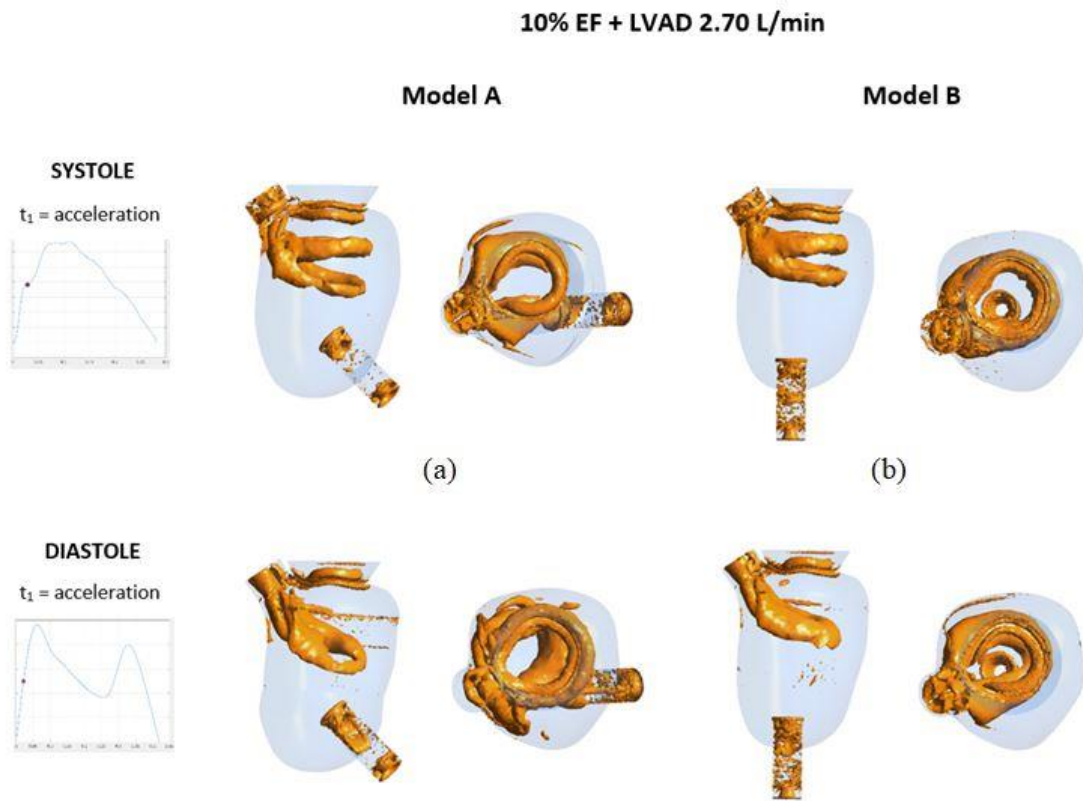 10% EF + LVAD 2.70 L/min
Model A
Model B
SYSTOLE
t₁ = acceleration
(a)
(b)
DIASTOLE
t₁ = acceleration